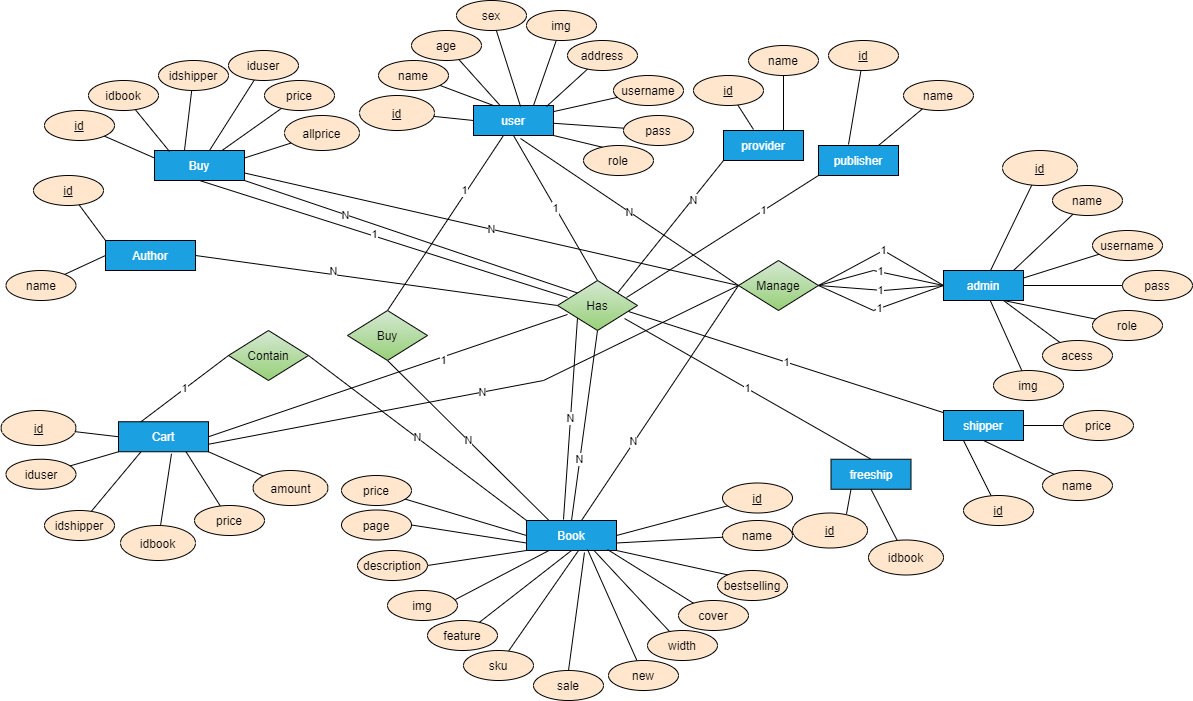 sex
img
age
address
name
username
id
pass
user
role
iduser
idshipper
idbook
price
id
allprice
Buy
name
id
provider
id
name
publisher
id
name
username
pass
admin
role
acess
img
id
Author
name
1
1
N
N
1
N
1
N
N
1
1
1
1
Has
Manage
Buy
Contain
1
1
N
N
N
N
N
N
1
1
id
Cart
iduser
amount
idshipper
price
idbook
shipper
price
name
id
freeship
id
idbook
price
page
description
img
feature
sku
sale
new
width
cover
bestselling
name
id
Book